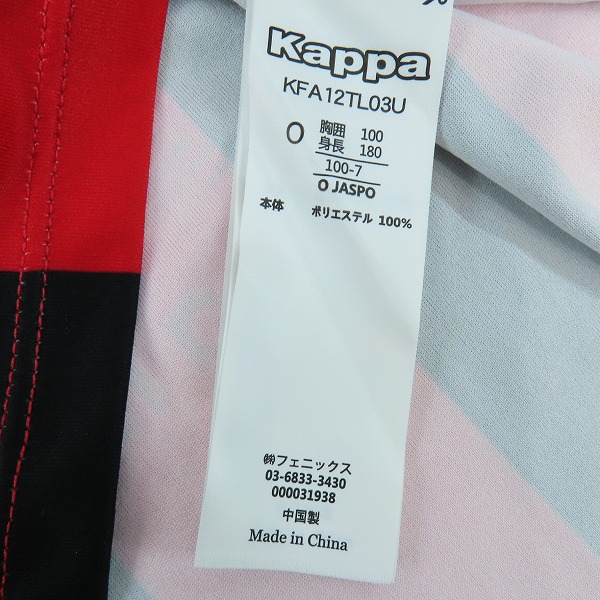 %
Kappa
KFA12TL03U
O 胸囲 100
身長 180
100-7
O JASPO
本体 ポリエステル 100%
㈱フェニックス
03-6833-3430
000031938
中国製
Made in China